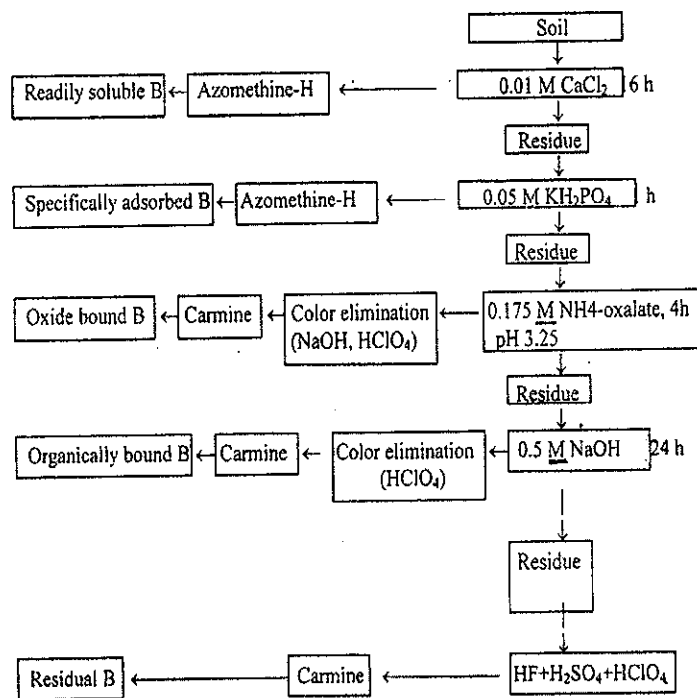 Soil
Readily soluble B
Azomethine-H
0.01 M CaCl₂
16 h
Residue
Specifically adsorbed B
Azomethine-H
0.05 M KH₂PO₄
h
Residue
Oxide bound B
Carmine
Color elimination
(NaOH, HClO₄)
0.175 M NH4-oxalate, 4h
pH 3.25
Residue
Organically bound B
Carmine
Color elimination
(HClO₄)
0.5 M NaOH
24 h
Residue
Residual B
Carmine
HF+H₂SO₄+HClO₄